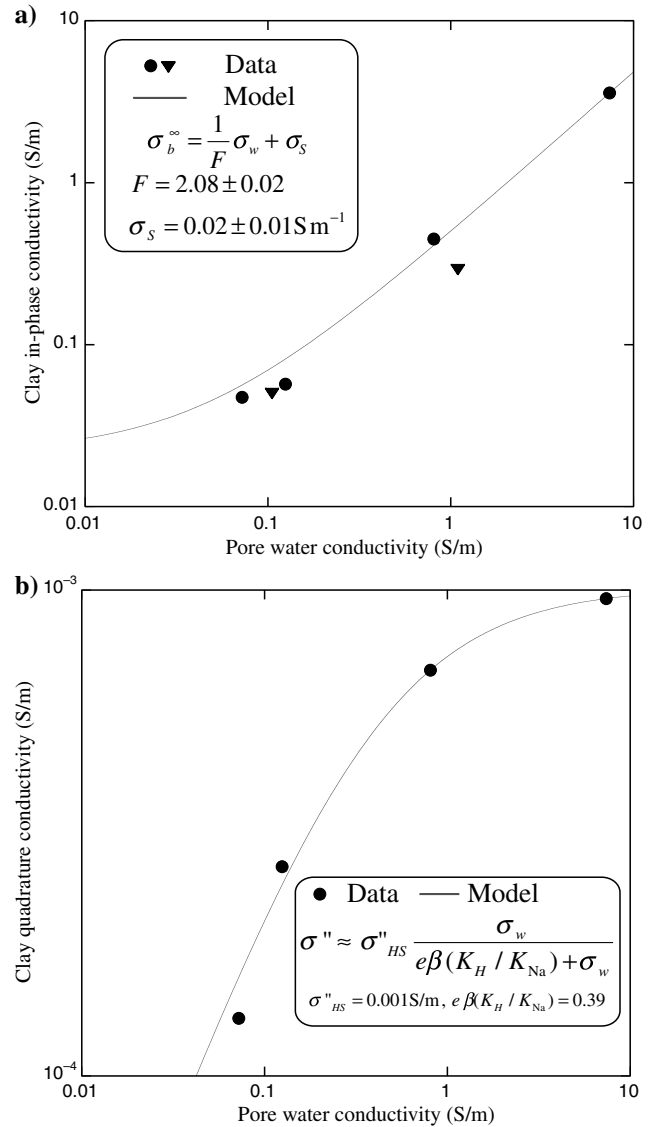 a)
10
1
0.1
0.01
Clay in-phase conductivity (S/m)
Data
Model
σ_b^∞ = 1/F σ_w + σ_S
F = 2.08 ± 0.02
σ_S = 0.02 ± 0.01 S m⁻¹
0.01 0.1 1 10
Pore water conductivity (S/m)
b)
10⁻³
10⁻⁴
Clay quadrature conductivity (S/m)
Data Model
σ" ≈ σ"_HS σ_w / eβ(K_H / K_Na) + σ_w
σ"_HS = 0.001S/m, eβ(K_H / K_Na) = 0.39
0.01 0.1 1 10
Pore water conductivity (S/m)